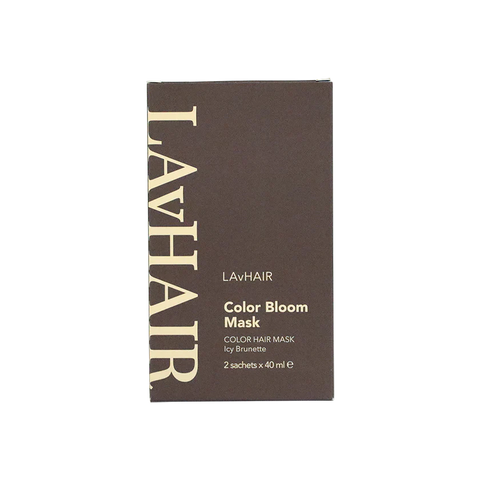 LAvHAIR
LAvHAIR
Color Bloom
Mask
COLOR HAIR MASK
Icy Brunette
2 sachets x 40 ml ℮